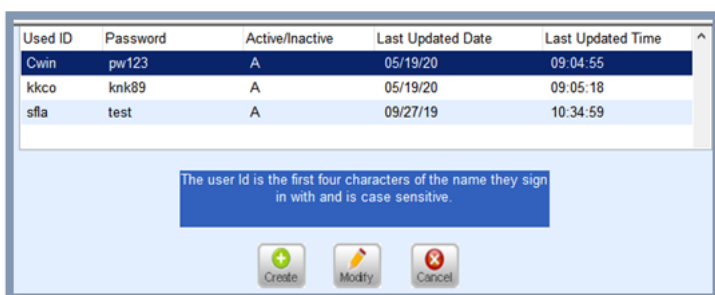 Used ID Password Active/Inactive Last Updated Date Last Updated Time
Cwin pw123 A 05/19/20 09:04:55
kkco knk89 A 05/19/20 09:05:18
sfla test A 09/27/19 10:34:59
The user Id is the first four characters of the name they sign
in with and is case sensitive.
Create Modify Cancel